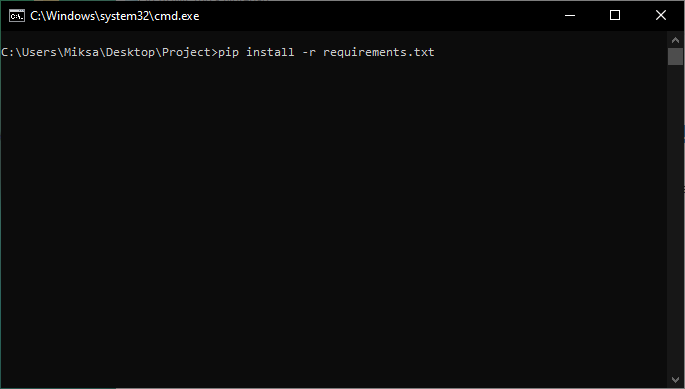 C:\Windows\system32\cmd.exe
C:\Users\Miksa\Desktop\Project>pip install -r requirements.txt